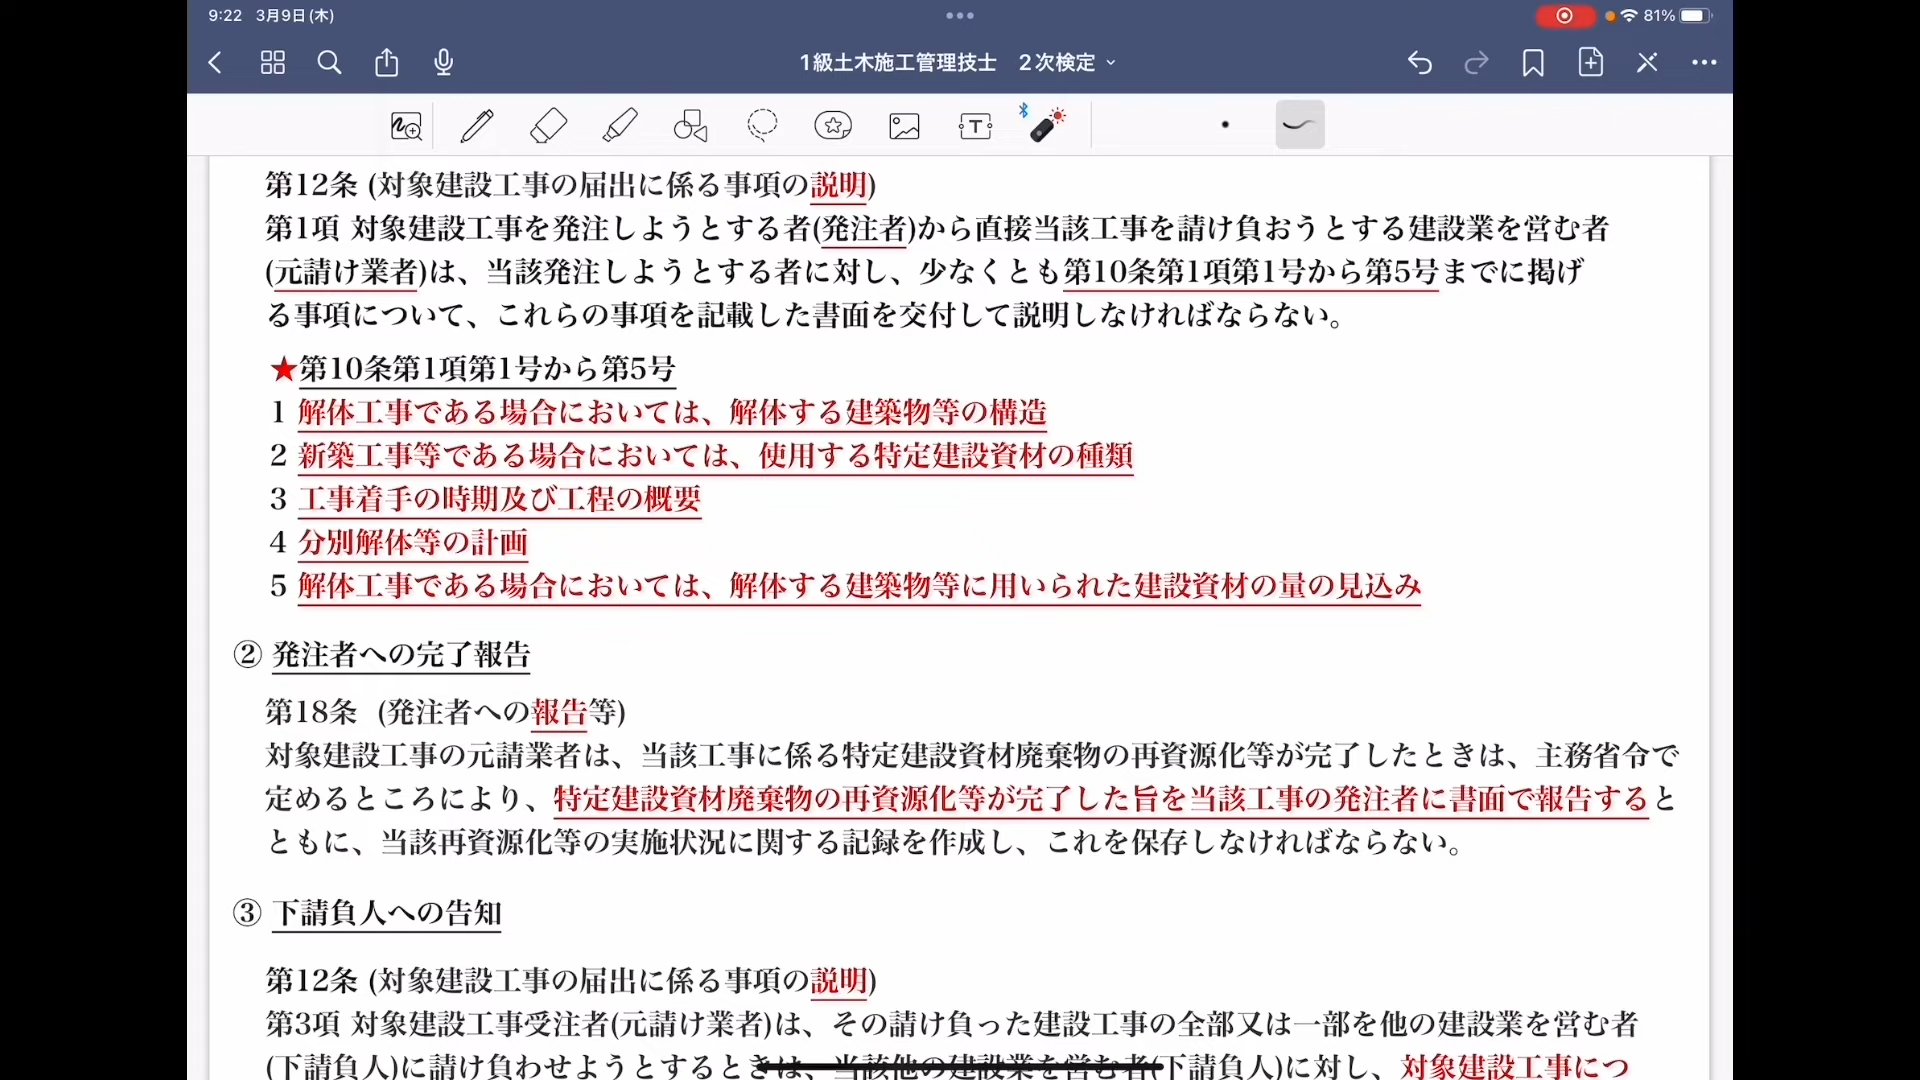 9:22 3月9日(木)
81%
1級土木施工管理技士 2次検定
第12条 (対象建設工事の届出に係る事項の説明)
第1項 対象建設工事を発注しようとする者(発注者)から直接当該工事を請け負おうとする建設業を営む者
(元請け業者)は、当該発注しようとする者に対し、少なくとも第10条第1項第1号から第5号までに掲げ
る事項について、これらの事項を記載した書面を交付して説明しなければならない。
★第10条第1項第1号から第5号
1 解体工事である場合においては、解体する建築物等の構造
2 新築工事等である場合においては、使用する特定建設資材の種類
3 工事着手の時期及び工程の概要
4 分別解体等の計画
5 解体工事である場合においては、解体する建築物等に用いられた建設資材の量の見込み
② 発注者への完了報告
第18条 (発注者への報告等)
対象建設工事の元請業者は、当該工事に係る特定建設資材廃棄物の再資源化等が完了したときは、主務省令で
定めるところにより、特定建設資材廃棄物の再資源化等が完了した旨を当該工事の発注者に書面で報告すると
ともに、当該再資源化等の実施状況に関する記録を作成し、これを保存しなければならない。
③ 下請負人への告知
第12条 (対象建設工事の届出に係る事項の説明)
第3項 対象建設工事受注者(元請け業者)は、その請け負った建設工事の全部又は一部を他の建設業を営む者
(下請負人)に請け負わせようとするときは、当該他の建設業を営む者(下請負人)に対し、対象建設工事につ